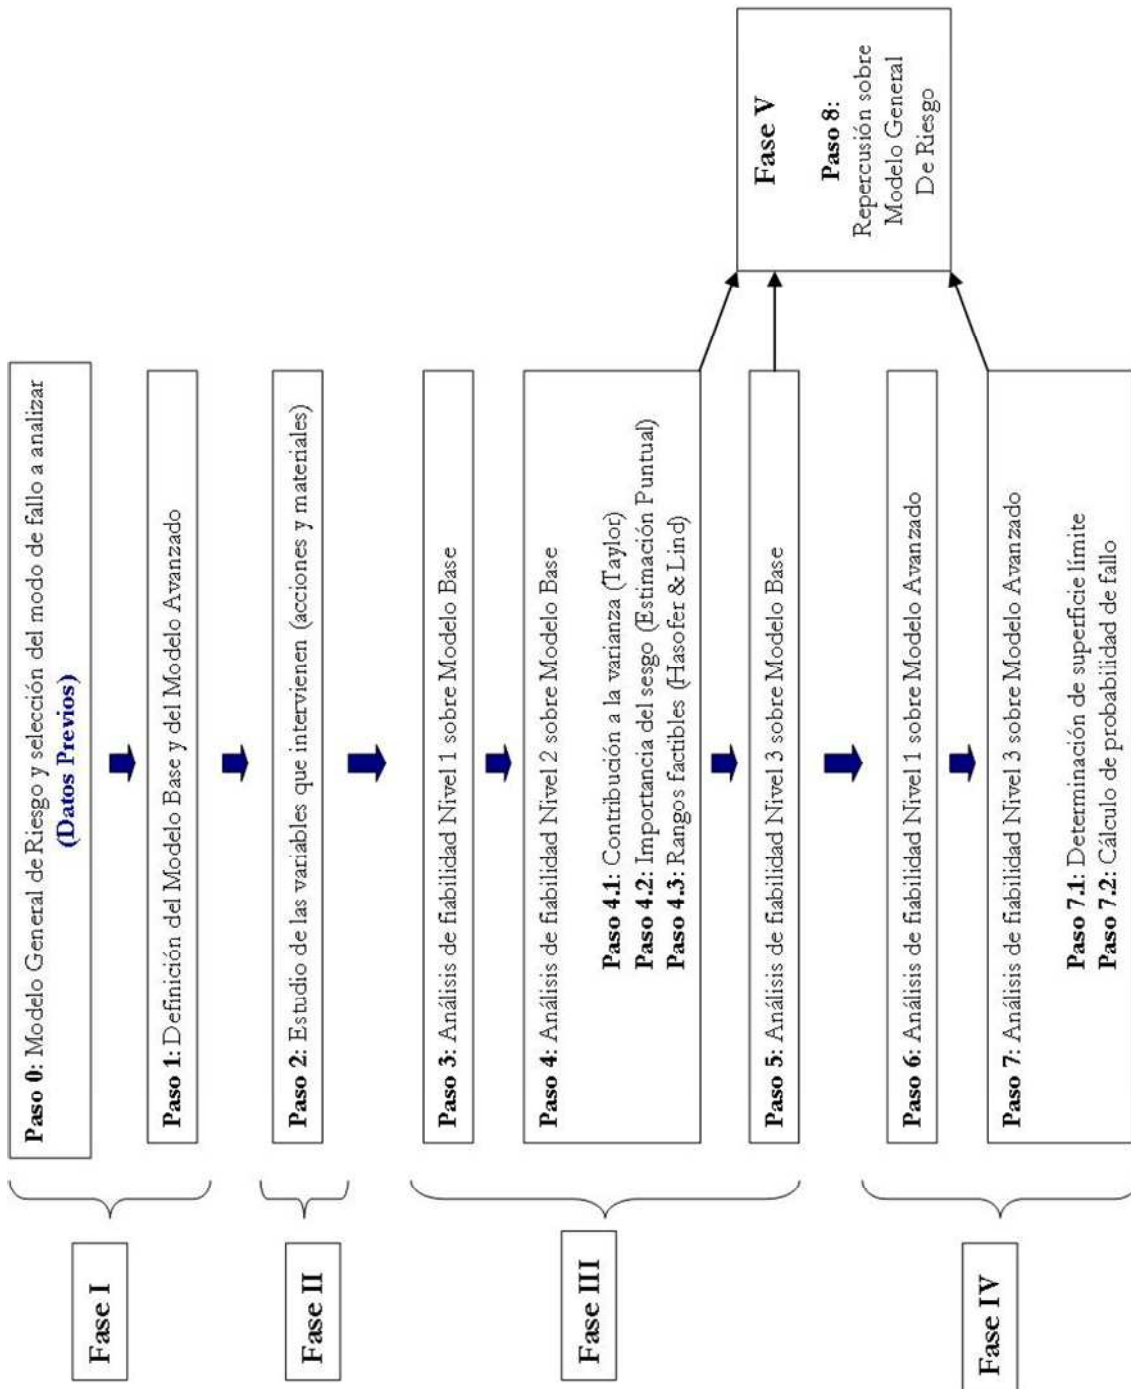 Fase I
Paso 0: Modelo General de Riesgo y selección del modo de fallo a analizar
(Datos Previos)
Paso 1: Definición del Modelo Base y del Modelo Avanzado
Fase II
Paso 2: Estudio de las variables que intervienen (acciones y materiales)
Fase III
Paso 3: Análisis de fiabilidad Nivel 1 sobre Modelo Base
Paso 4: Análisis de fiabilidad Nivel 2 sobre Modelo Base
Paso 4.1: Contribución a la varianza (Taylor)
Paso 4.2: Importancia del sesgo (Estimación Puntual)
Paso 4.3: Rangos factibles (Hasofer & Lind)
Paso 5: Análisis de fiabilidad Nivel 3 sobre Modelo Base
Fase IV
Paso 6: Análisis de fiabilidad Nivel 1 sobre Modelo Avanzado
Paso 7: Análisis de fiabilidad Nivel 3 sobre Modelo Avanzado
Paso 7.1: Determinación de superficie límite
Paso 7.2: Cálculo de probabilidad de fallo
Fase V
Paso 8:
Repercusión sobre
Modelo General
De Riesgo